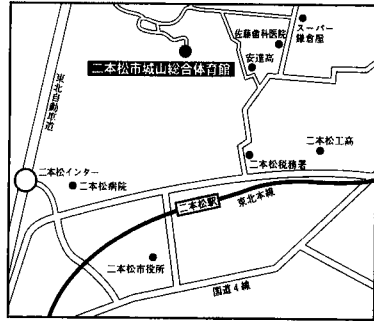 佐藤歯科医院
スーパー
鎌倉屋
安達高
二本松市城山総合体育館
東北自動車道
二本松工高
二本松税務署
二本松インター
二本松病院
二本松駅
東北本線
二本松市役所
国道4線